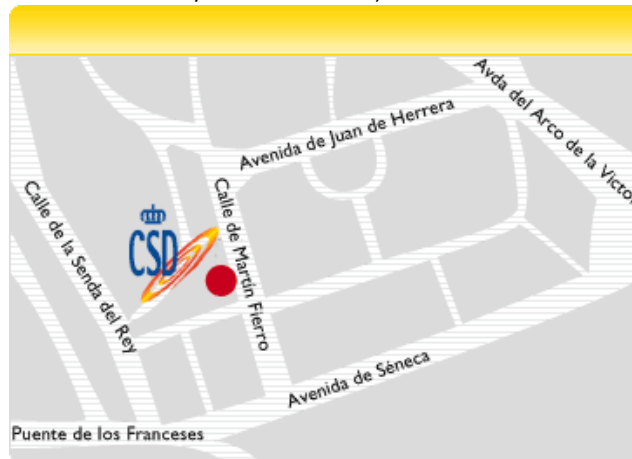 Avda del Arco de la Victor
Avenida de Juan de Herrera
Calle de la Senda del Rey
CSD
Calle de Martín Fierro
Avenida de Séneca
Puente de los Franceses